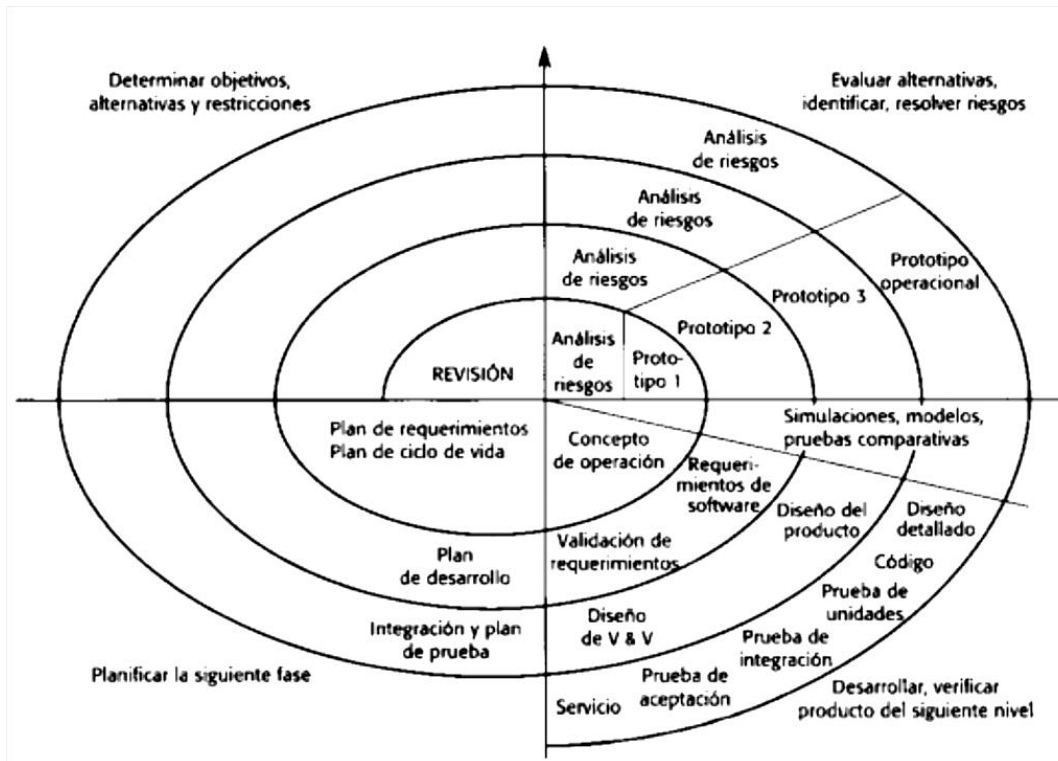 Determinar objetivos,
alternativas y restricciones
Evaluar alternativas,
identificar, resolver riesgos
Análisis
de riesgos
Análisis
de riesgos
Análisis
de riesgos
Análisis
de
riesgos
Proto-
tipo 1
Prototipo 2
Prototipo 3
Prototipo
operacional
REVISIÓN
Plan de requerimientos
Plan de ciclo de vida
Concepto
de operación
Simulaciones, modelos,
pruebas comparativas
Requeri-
mientos de
software
Diseño del
producto
Diseño
detallado
Código
Prueba de
unidades
Plan
de desarrollo
Validación de
requerimientos
Integración y plan
de prueba
Diseño
de V & V
Prueba de
integración
Prueba de
aceptación
Servicio
Planificar la siguiente fase
Desarrollar, verificar
producto del siguiente nivel